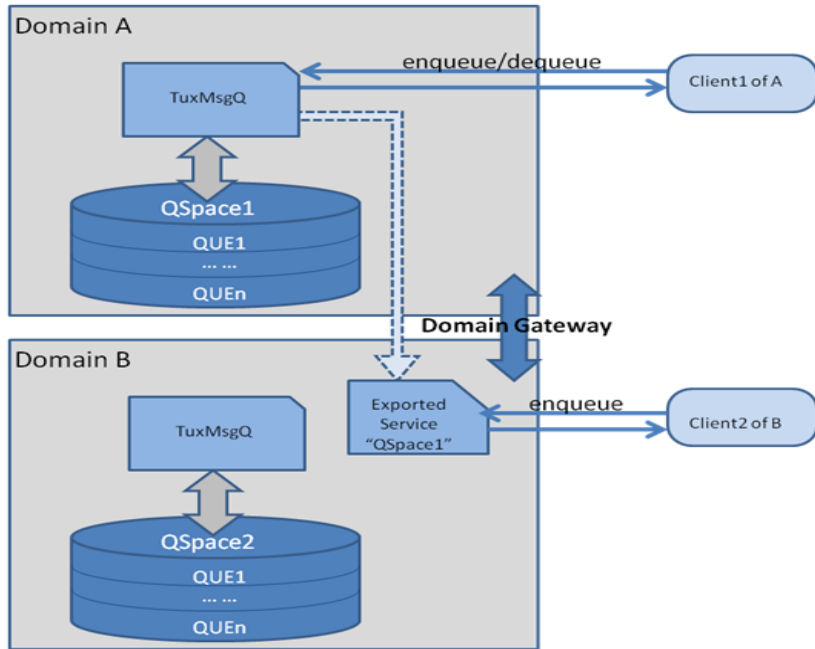 Domain A
enqueue/dequeue
Client1 of A
TuxMsgQ
QSpace1
QUE1
... ...
QUEn
Domain Gateway
Domain B
TuxMsgQ
Exported
Service
“QSpace1”
enqueue
Client2 of B
QSpace2
QUE1
... ...
QUEn